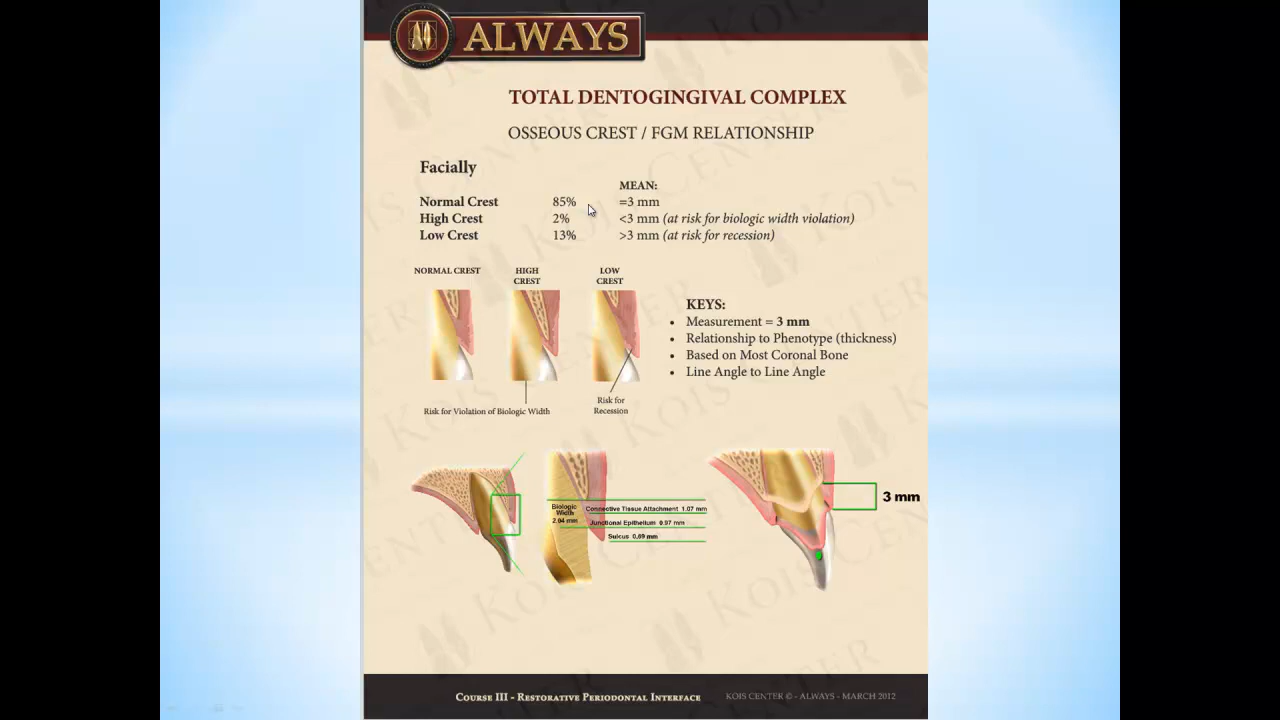 ALWAYS
TOTAL DENTOGINGIVAL COMPLEX
OSSEOUS CREST / FGM RELATIONSHIP
Facially
MEAN:
Normal Crest 85% =3 mm
High Crest 2% <3 mm (at risk for biologic width violation)
Low Crest 13% >3 mm (at risk for recession)
NORMAL CREST
HIGH
CREST
LOW
CREST
KEYS:
• Measurement = 3 mm
• Relationship to Phenotype (thickness)
• Based on Most Coronal Bone
• Line Angle to Line Angle
Risk for Violation of Biologic Width
Risk for
Recession
Biologic
Width
2.04 mm
Connective Tissue Attachment 1.07 mm
Junctional Epithelium 0.97 mm
Sulcus 0.69 mm
3 mm
COURSE III - RESTORATIVE PERIODONTAL INTERFACE
KOIS CENTER © - ALWAYS - MARCH 2012